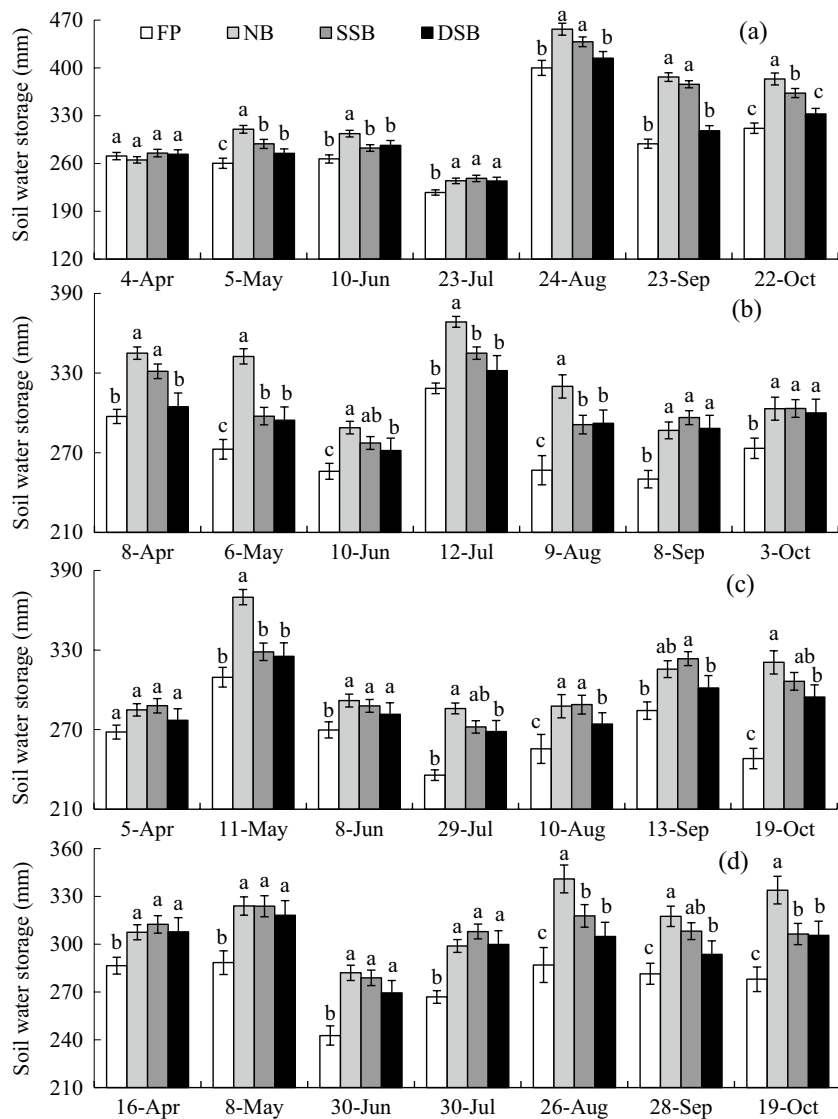 Soil water storage (mm)
470
400
330
260
190
120
FP NB SSB DSB
(a)
a a a a c a b b b a b b b a a a b a a b b a a b b a b c
4-Apr 5-May 10-Jun 23-Jul 24-Aug 23-Sep 22-Oct
Soil water storage (mm)
390
330
270
210
(b)
b a a b c a b b c a ab b b a b b c a b b b a a a b a a a
8-Apr 6-May 10-Jun 12-Jul 9-Aug 8-Sep 3-Oct
Soil water storage (mm)
390
330
270
210
(c)
a a a a b a b b b a a a b a ab b c a a b b ab a b c a ab b
5-Apr 11-May 8-Jun 29-Jul 10-Aug 13-Sep 19-Oct
Soil water storage (mm)
360
330
300
270
240
210
(d)
b a a a b a a a b a a a b a a a c a b b c a ab b c a b b
16-Apr 8-May 30-Jun 30-Jul 26-Aug 28-Sep 19-Oct